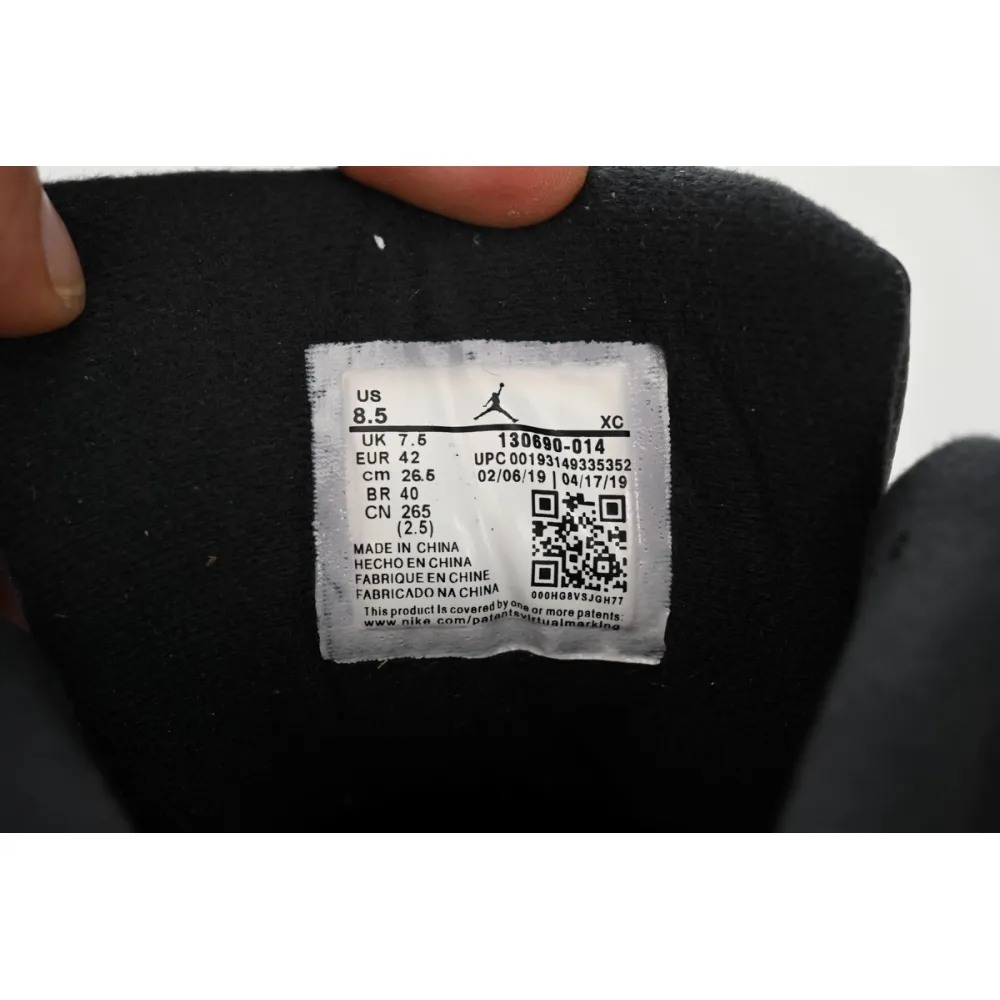 US
8.5
XC
UK 7.5
130690-014
EUR 42
UPC 00193149335352
cm 26.5
02/06/19 | 04/17/19
BR 40
CN 265
(2.5)
MADE IN CHINA
HECHO EN CHINA
FABRIQUE EN CHINE
FABRICADO NA CHINA
000HG8VSJGH77
This product is covered by one or more patents:
www.nike.com/patentsvirtualmarking